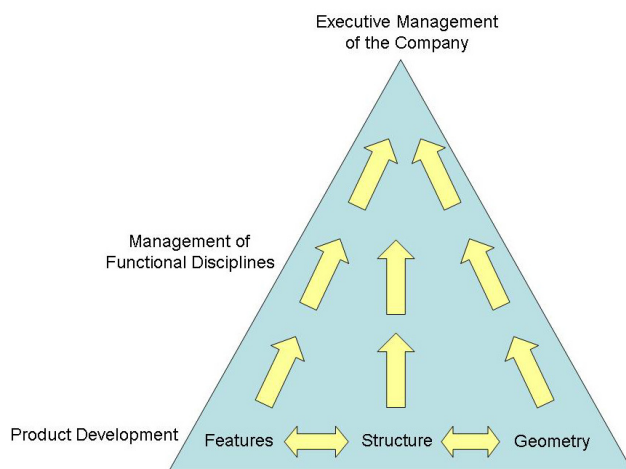 Executive Management
of the Company
Management of
Functional Disciplines
Product Development
Features
Structure
Geometry